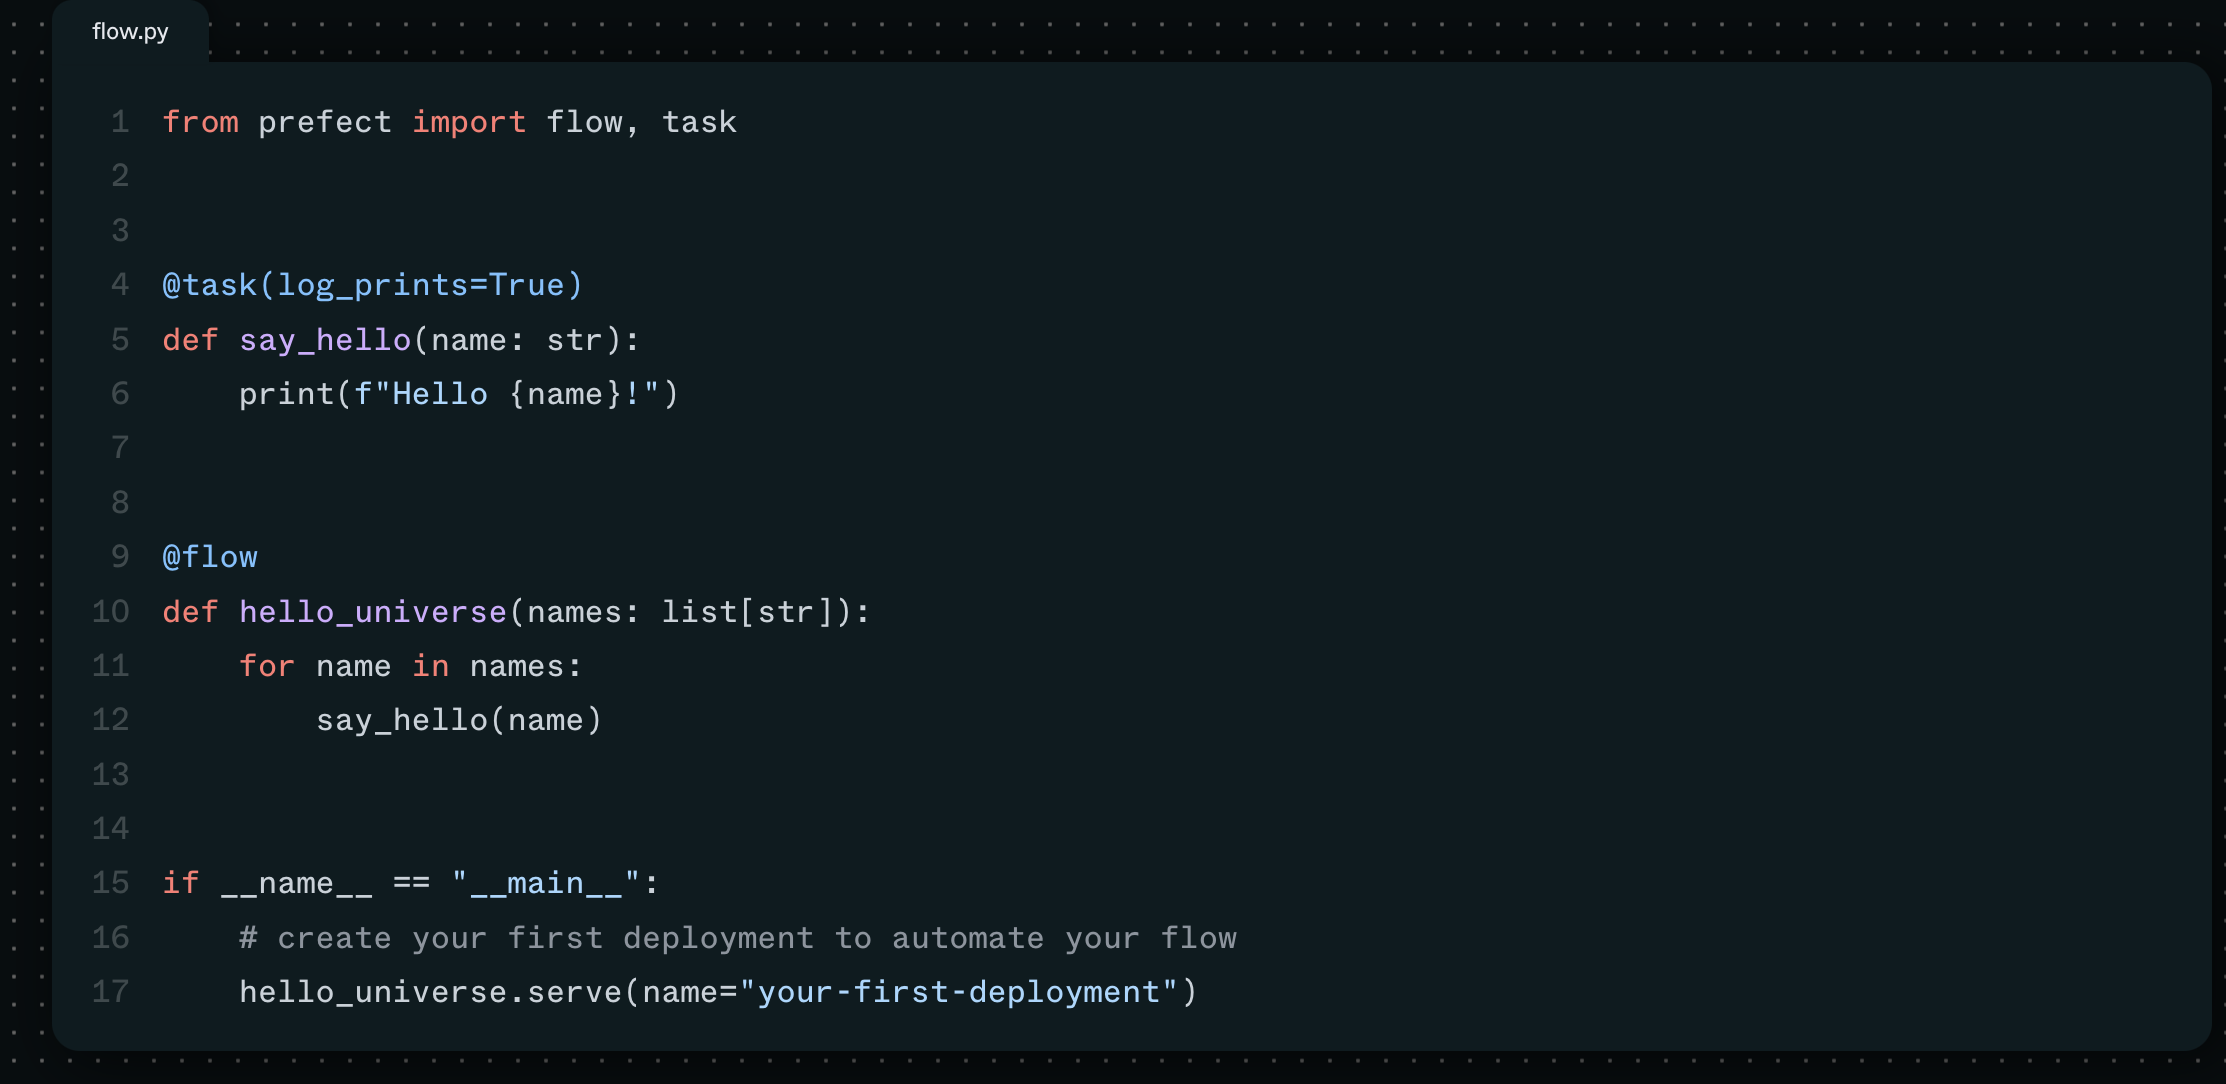 flow.py
1 from prefect import flow, task
2
3
4 @task(log_prints=True)
5 def say_hello(name: str):
6     print(f"Hello {name}!")
7
8
9 @flow
10 def hello_universe(names: list[str]):
11     for name in names:
12         say_hello(name)
13
14
15 if __name__ == "__main__":
16     # create your first deployment to automate your flow
17     hello_universe.serve(name="your-first-deployment")